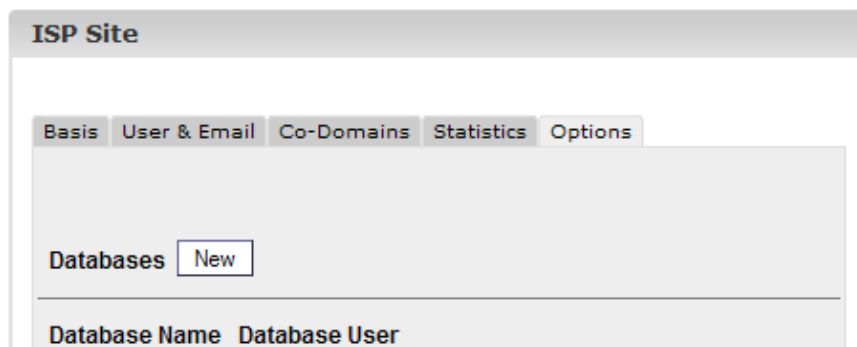 ISP Site
Basis User & Email Co-Domains Statistics Options
Databases New
Database Name Database User